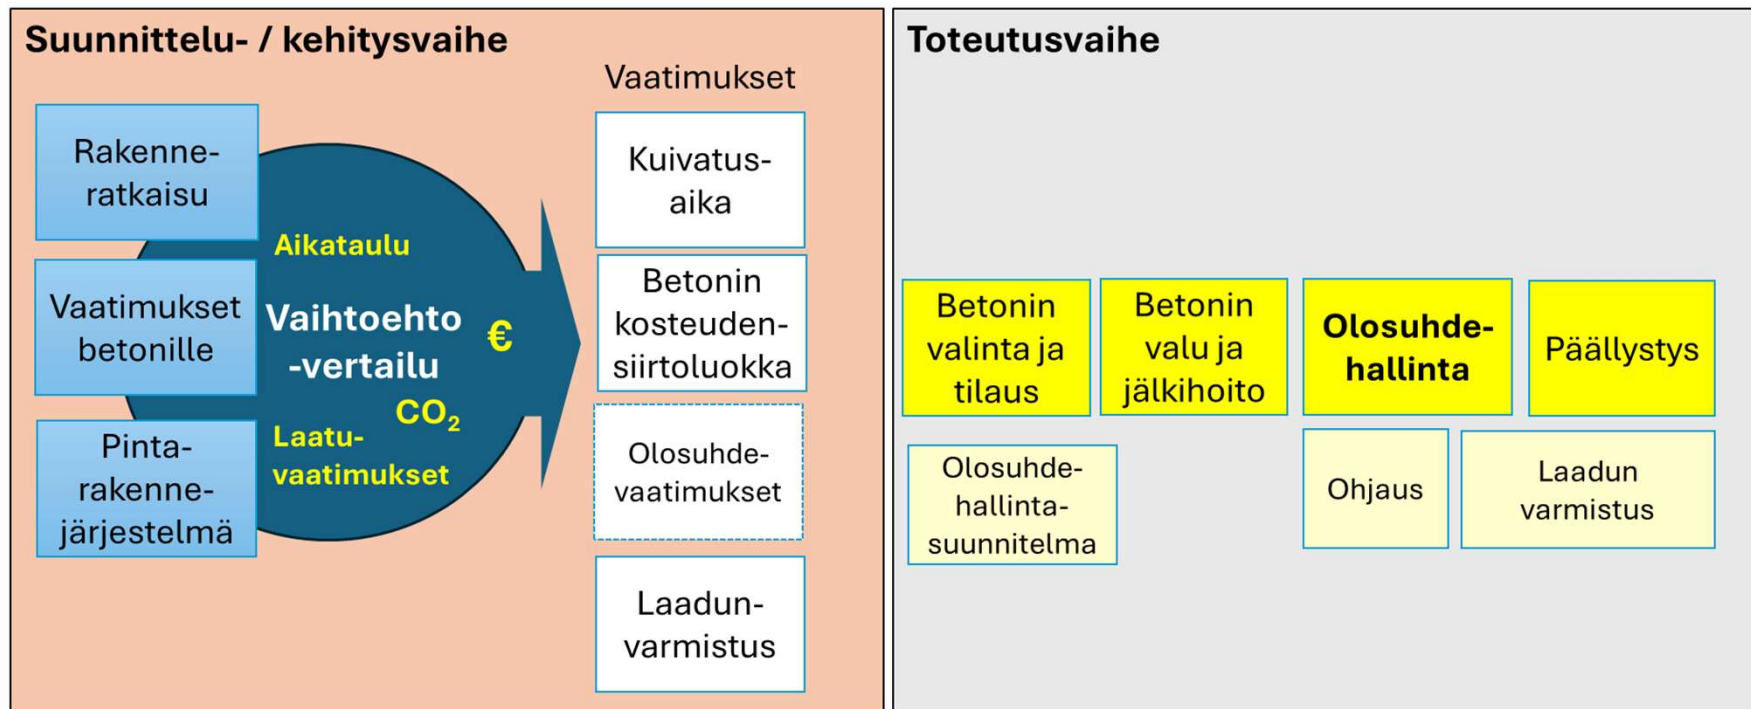 Suunnittelu- / kehitysvaihe
Rakenne-
ratkaisu
Vaatimukset
betonille
Pinta-
rakenne-
järjestelmä
Aikataulu
Vaihtoehto
-vertailu
€
CO₂
Laatu-
vaatimukset
Vaatimukset
Kuivatus-
aika
Betonin
kosteuden-
siirtoluokka
Olosuhde-
vaatimukset
Laadun-
varmistus
Toteutusvaihe
Betonin
valinta ja
tilaus
Betonin
valu ja
jälkihoito
Olosuhde-
hallinta
Päällystys
Olosuhde-
hallinta-
suunnitelma
Ohjaus
Laadun
varmistus